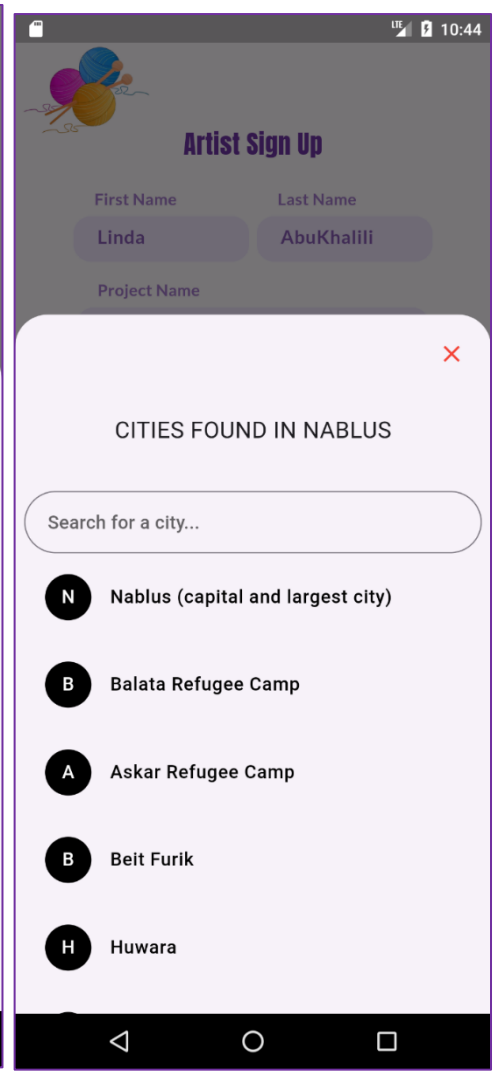 LTE 10:44
Artist Sign Up
First Name Last Name
Linda AbuKhalili
Project Name
CITIES FOUND IN NABLUS
Search for a city...
N Nablus (capital and largest city)
B Balata Refugee Camp
A Askar Refugee Camp
B Beit Furik
H Huwara